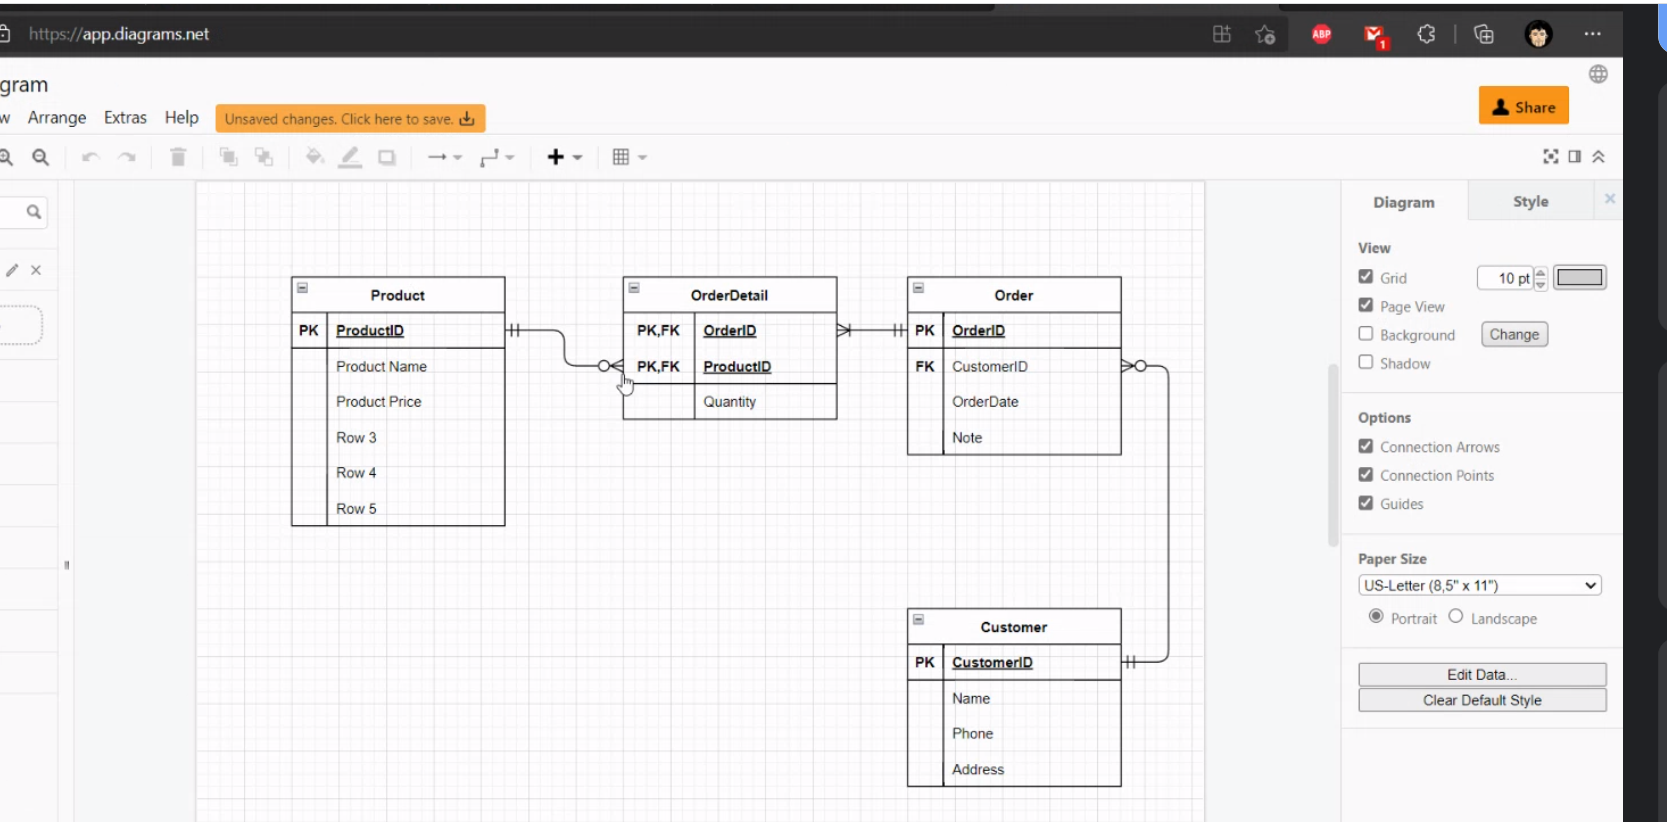 https://app.diagrams.net
ABP
1
gram
w Arrange Extras Help Unsaved changes. Click here to save.
Share
Diagram Style
View
Grid 10 pt
Page View
Background Change
Shadow
Options
Connection Arrows
Connection Points
Guides
Paper Size
US-Letter (8,5" x 11")
Portrait Landscape
Edit Data...
Clear Default Style
Product
PK ProductID
Product Name
Product Price
Row 3
Row 4
Row 5
OrderDetail
PK,FK OrderID
PK,FK ProductID
Quantity
Order
PK OrderID
FK CustomerID
OrderDate
Note
Customer
PK CustomerID
Name
Phone
Address